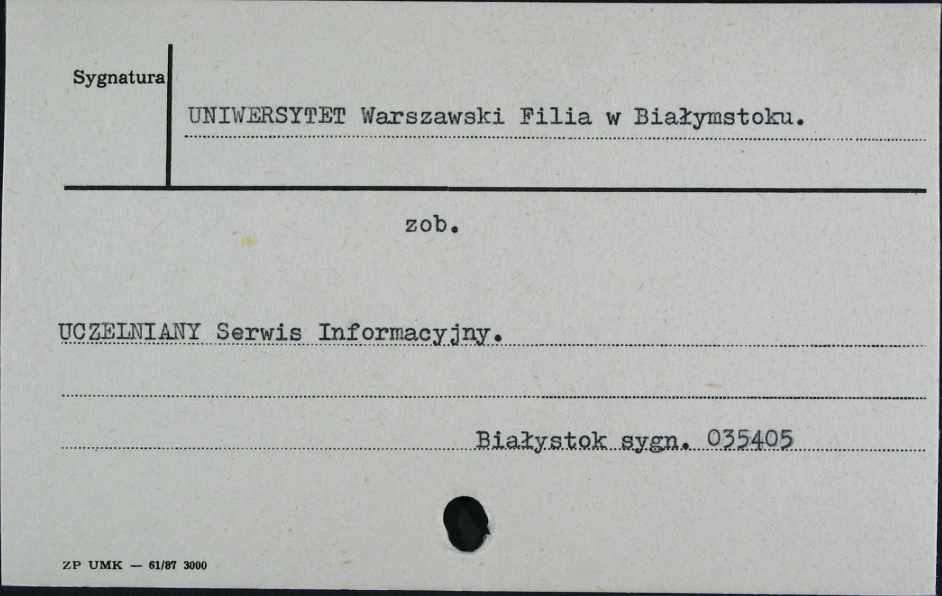 Sygnatura
UNIWERSYTET Warszawski Filia w Białymstoku.
zob.
UCZELNIANY Serwis Informacyjny.
Białystok sygn. 035405
ZP UMK — 61/87 3000